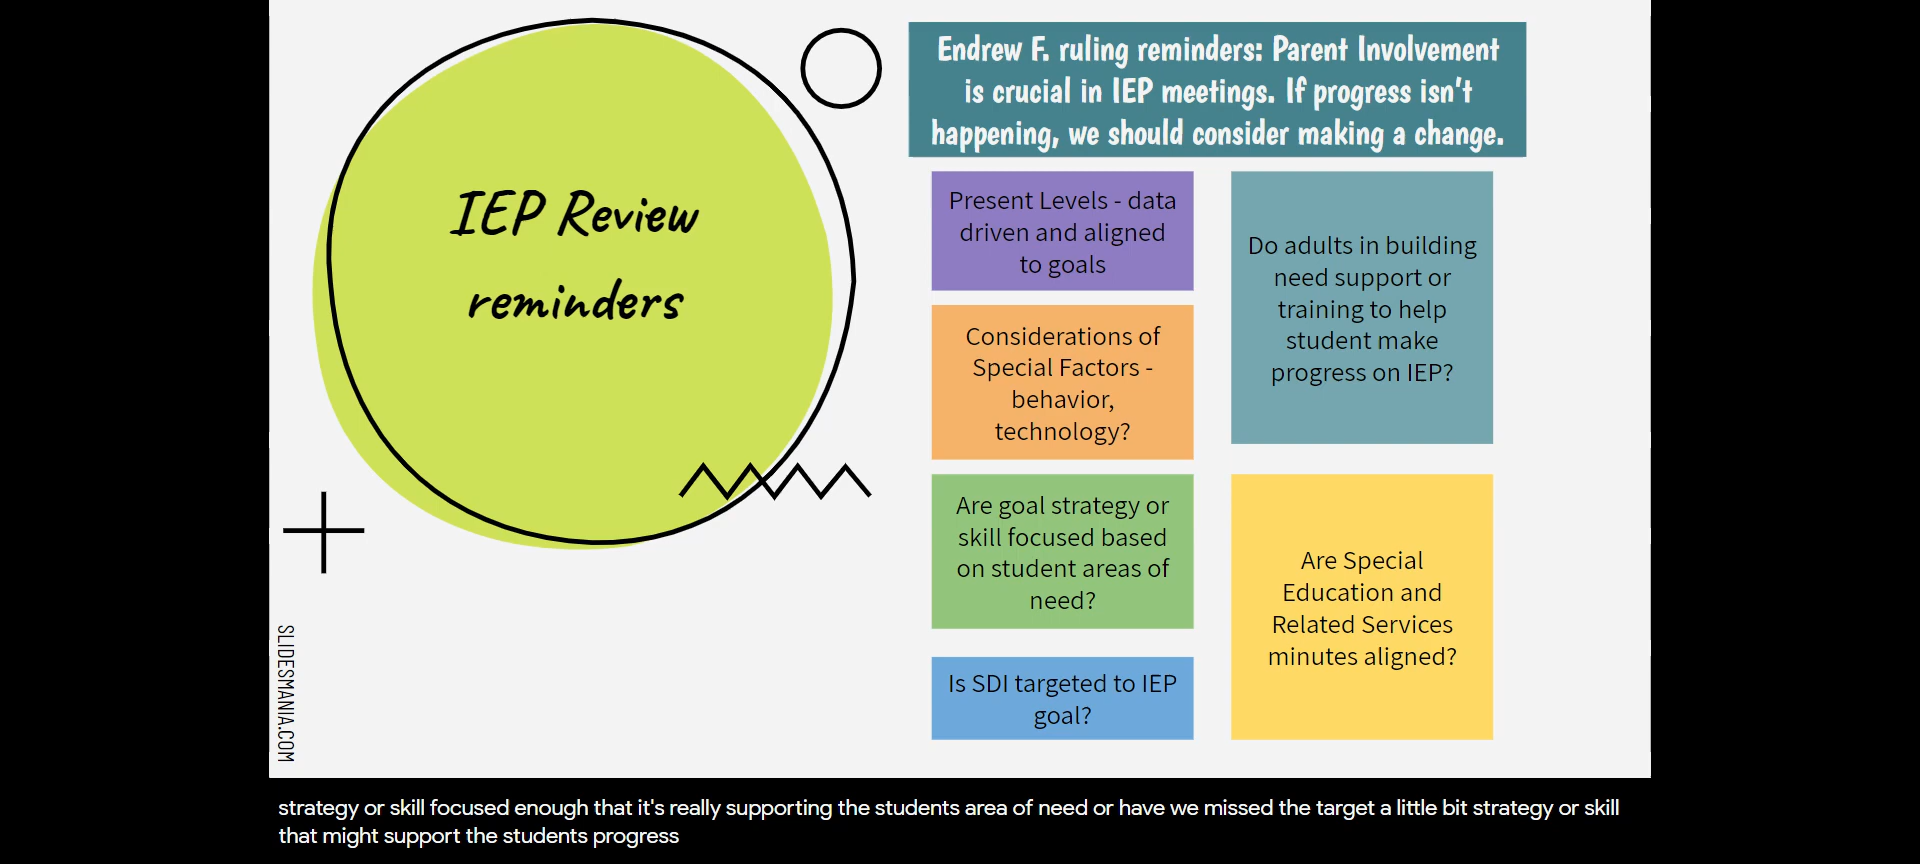 IEP Review
reminders
Endrew F. ruling reminders: Parent Involvement
is crucial in IEP meetings. If progress isn't
happening, we should consider making a change.
Present Levels - data
driven and aligned
to goals
Considerations of
Special Factors -
behavior,
technology?
Are goal strategy or
skill focused based
on student areas of
need?
Is SDI targeted to IEP
goal?
Do adults in building
need support or
training to help
student make
progress on IEP?
Are Special
Education and
Related Services
minutes aligned?
SLIDESMANIA.COM
strategy or skill focused enough that it's really supporting the students area of need or have we missed the target a little bit strategy or skill
that might support the students progress